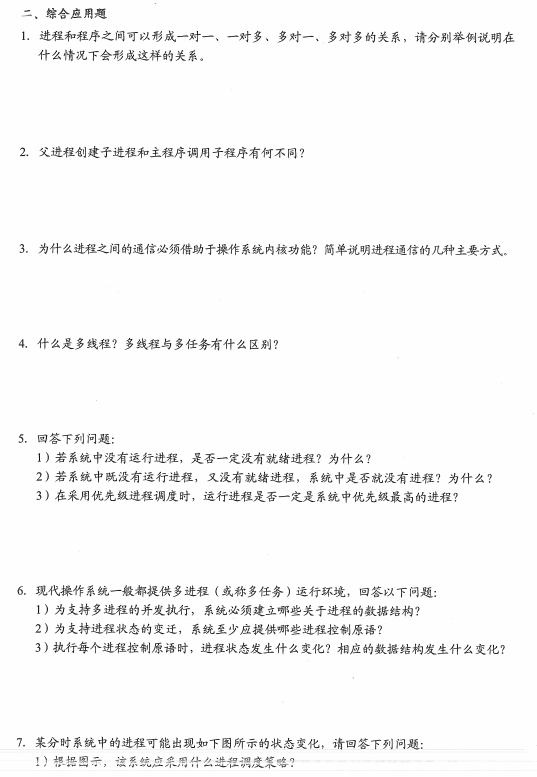 二、综合应用题
1. 进程和程序之间可以形成一对一、一对多、多对一、多对多的关系，请分别举例说明在
什么情况下会形成这样的关系。
2. 父进程创建子进程和主程序调用子程序有何不同？
3. 为什么进程之间的通信必须借助于操作系统内核功能？简单说明进程通信的几种主要方式。
4. 什么是多线程？多线程与多任务有什么区别？
5. 回答下列问题：
1）若系统中没有运行进程，是否一定没有就绪进程？为什么？
2）若系统中既没有运行进程，又没有就绪进程，系统中是否就没有进程？为什么？
3）在采用优先级进程调度时，运行进程是否一定是系统中优先级最高的进程？
6. 现代操作系统一般都提供多进程（或称多任务）运行环境，回答以下问题：
1）为支持多进程的并发执行，系统必须建立哪些关于进程的数据结构？
2）为支持进程状态的变迁，系统至少应提供哪些进程控制原语？
3）执行每个进程控制原语时，进程状态发生什么变化？相应的数据结构发生什么变化？
7. 某分时系统中的进程可能出现如下图所示的状态变化，请回答下列问题：
1）根据图示，该系统应采用什么进程调度策略？